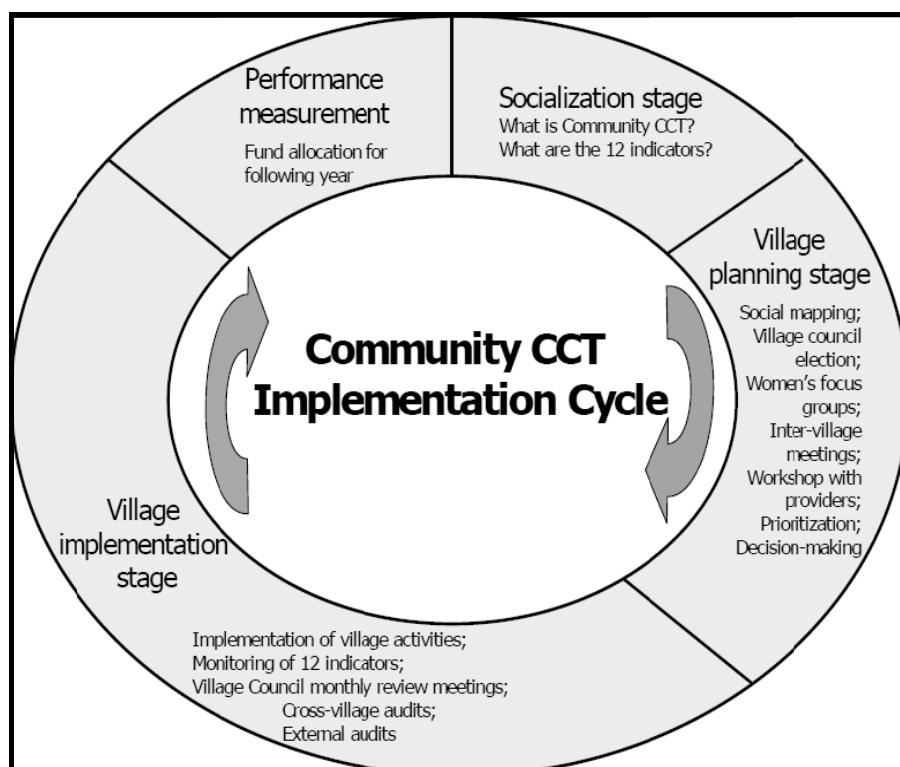 Performance
measurement
Fund allocation for
following year
Socialization stage
What is Community CCT?
What are the 12 indicators?
Village
planning stage
Social mapping;
Village council
election;
Women's focus
groups;
Inter-village
meetings;
Workshop with
providers;
Prioritization;
Decision-making
Community CCT
Implementation Cycle
Village
implementation
stage
Implementation of village activities;
Monitoring of 12 indicators;
Village Council monthly review meetings;
Cross-village audits;
External audits